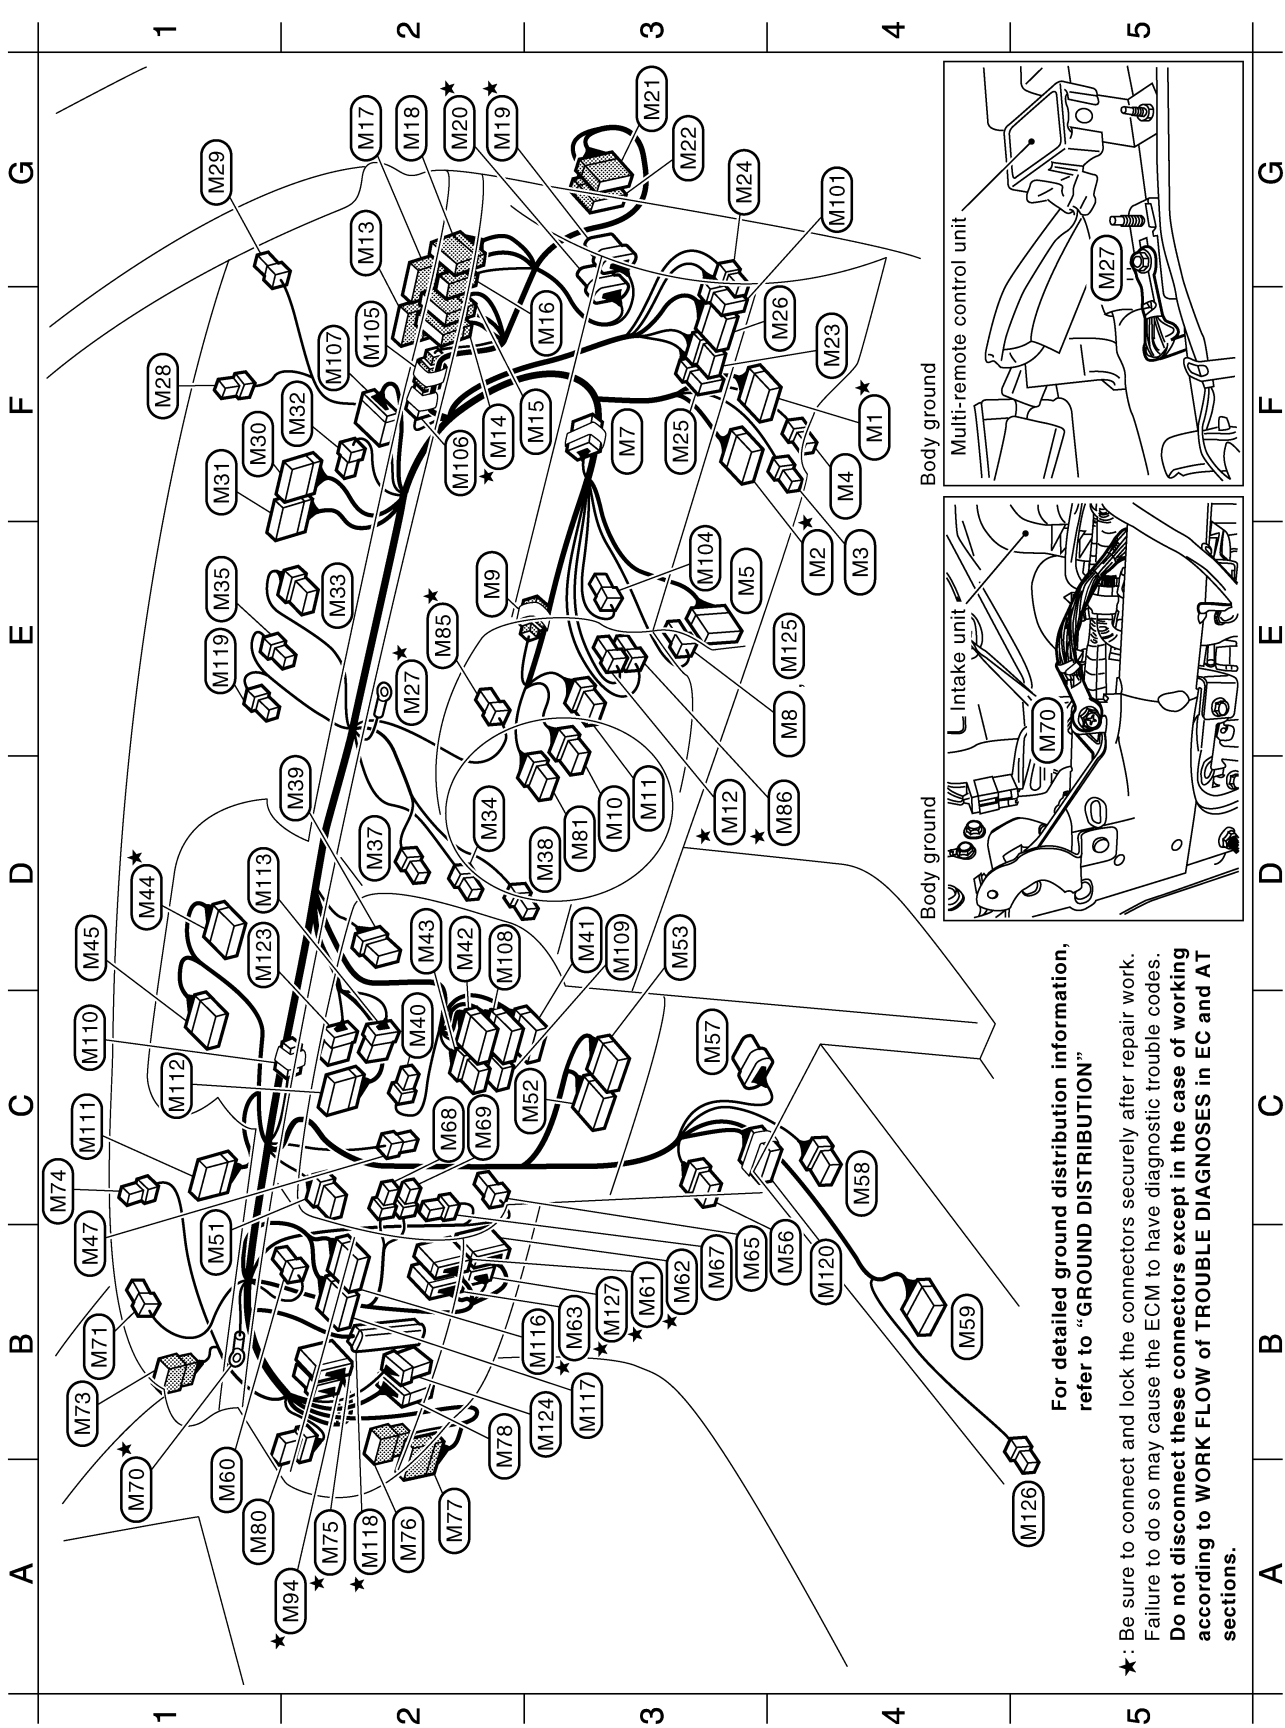 A B C D E F G
1
2
3
4
5
M74
M111
M110
M45
M44
M28
M29
M47
M112
M123
M113
M39
M119
M35
M31
M30
M32
M107
M105
M13
M17
M18
M20 ★
M19 ★
M21
M22
M24
M101
M73
M71
M51
M70 ★
M60
M80
M94 ★
M75 ★
M118 ★
M76
M77
M78
M124
M117
M116 ★
M63 ★
M127 ★
M61 ★
M62
M67
M65
M56
M120
M68
M69
M40
M43
M42
M108
M41
M109
M53
M52
M57
M58
M59
M126
M37
M34
M38
M81
M10
M11
M12 ★
M86 ★
M8 , M125
M33
M27 ★
M85 ★
M9
M104
M5
M106
M14 ★
M15
M16
M7
M25
M23
M26
M1 ★
M4
M3
M2 ★
Body ground
Intake unit
M70
Body ground
Multi-remote control unit
M27
For detailed ground distribution information,
refer to “GROUND DISTRIBUTION”
★: Be sure to connect and lock the connectors securely after repair work.
Failure to do so may cause the ECM to have diagnostic trouble codes.
Do not disconnect these connectors except in the case of working
according to WORK FLOW of TROUBLE DIAGNOSES in EC and AT
sections.
1
2
3
4
5
A B C D E F G